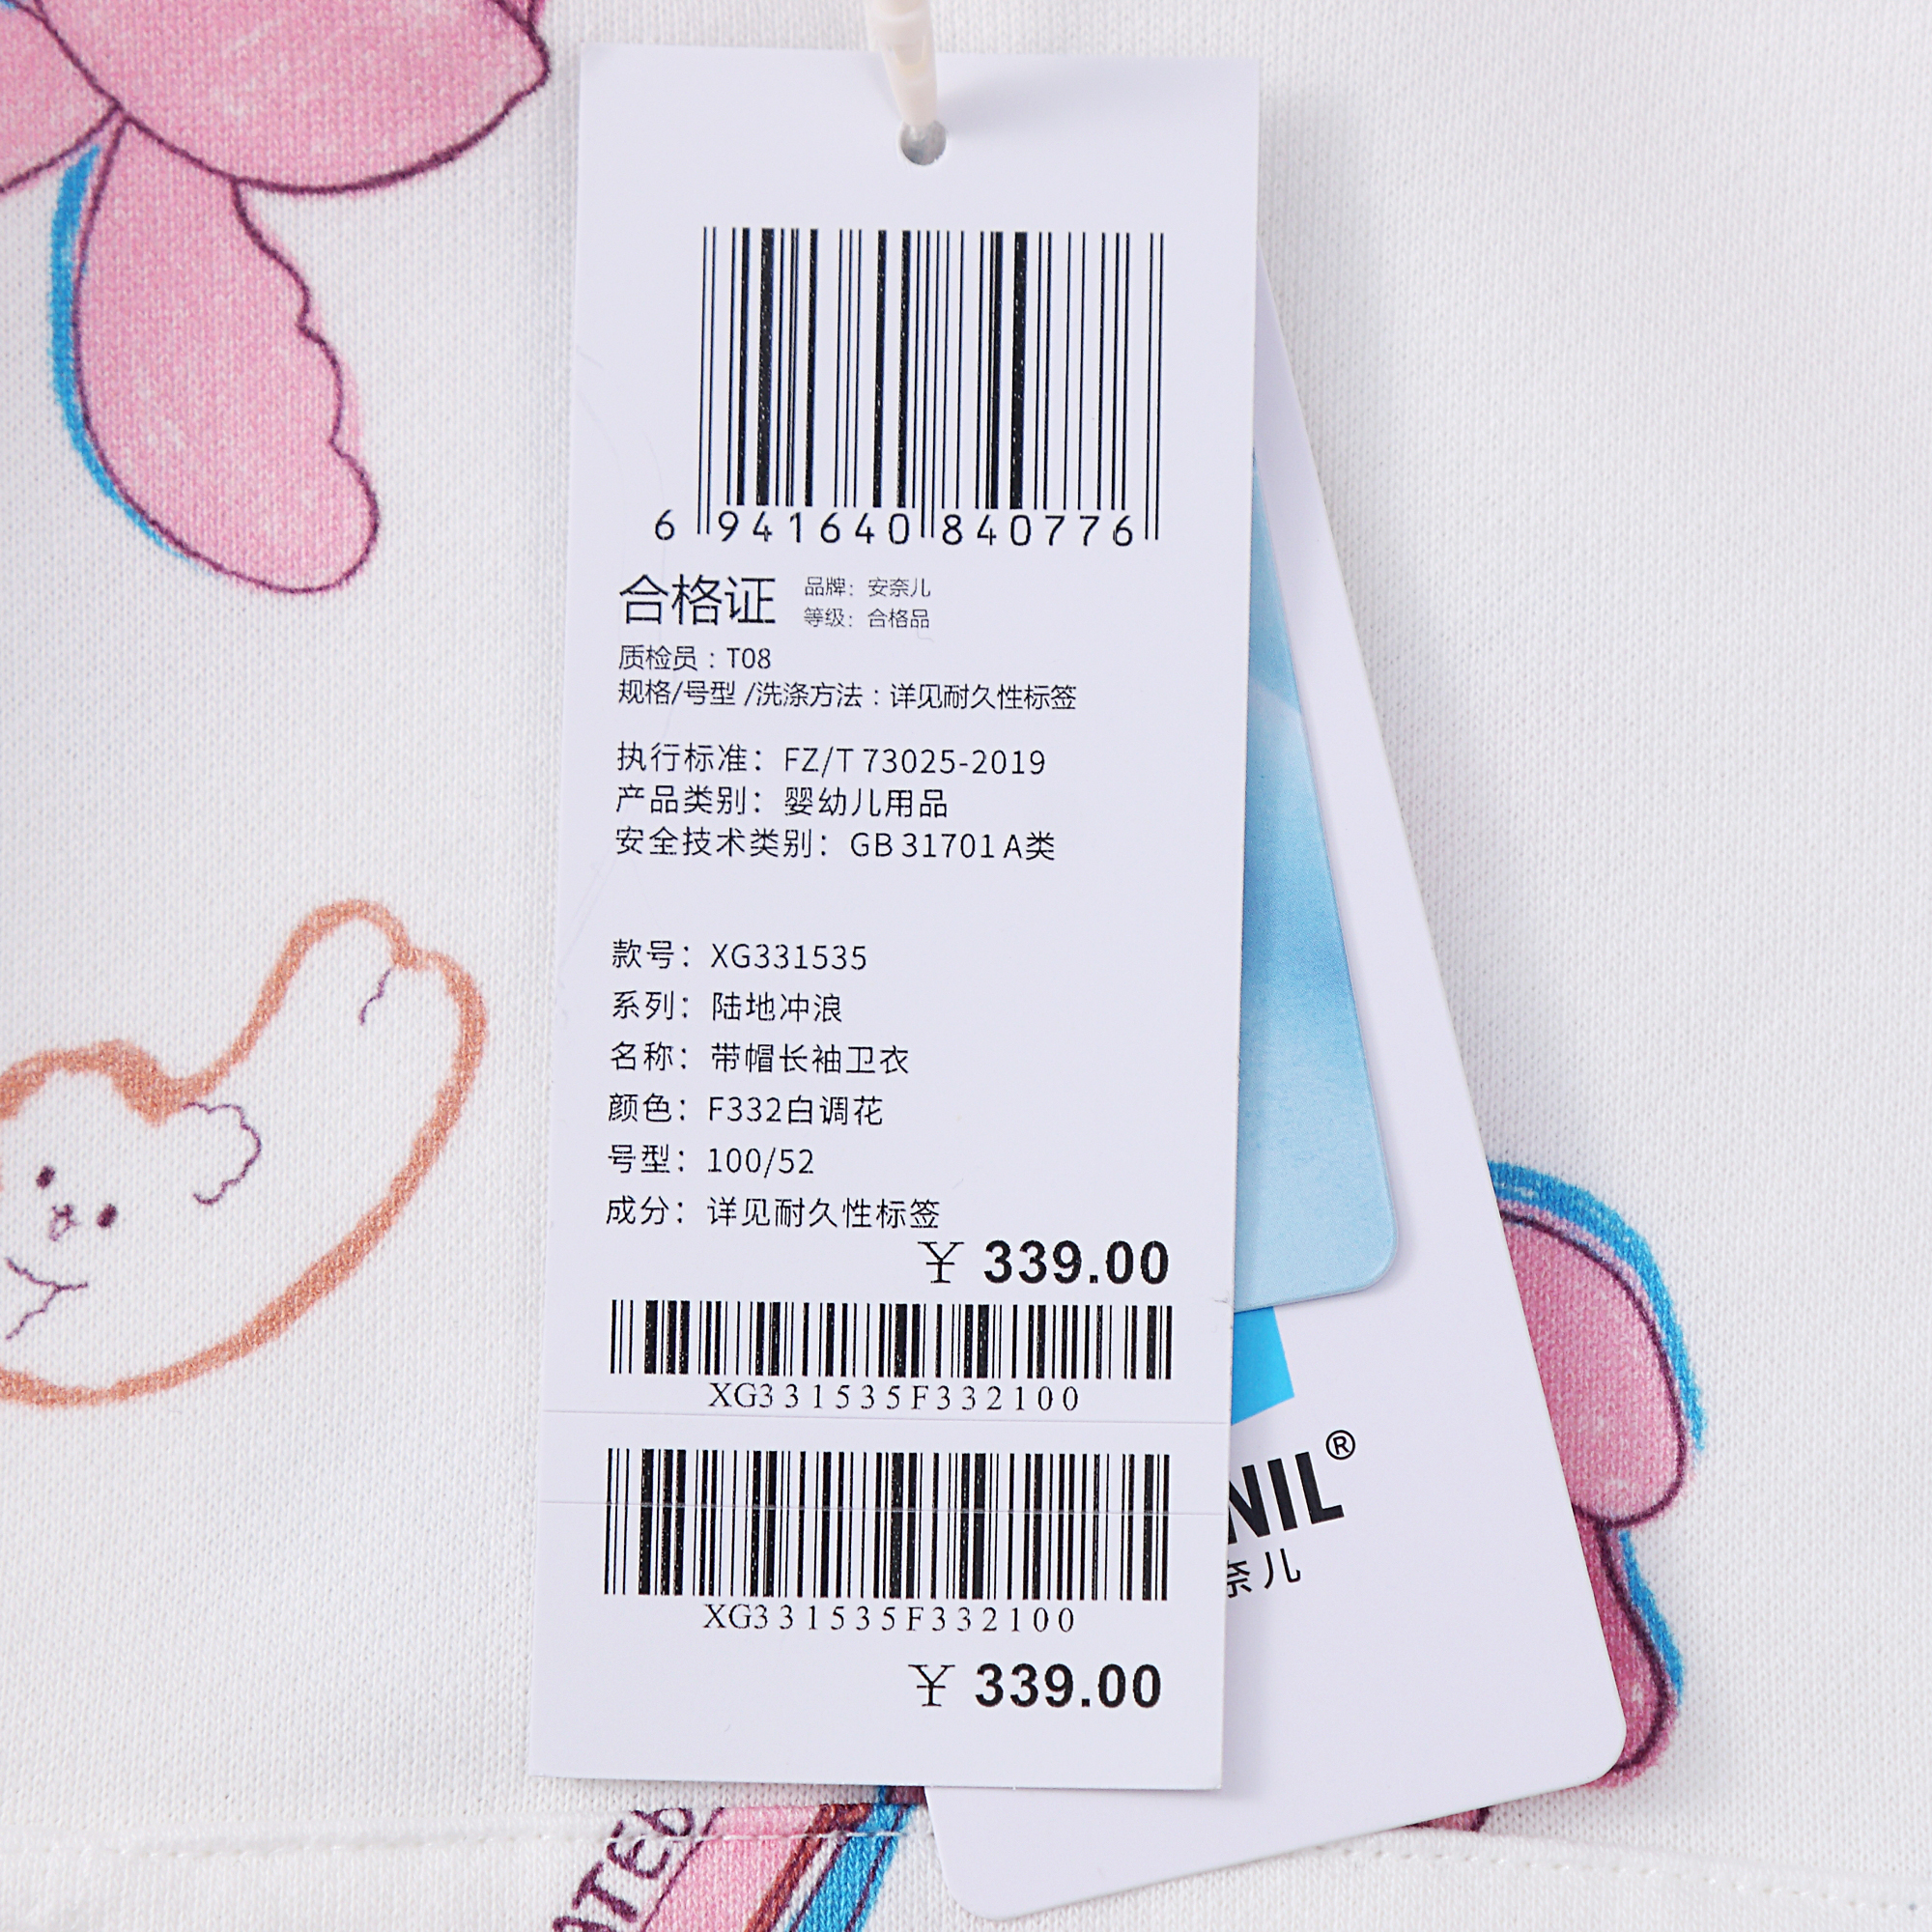 6 941640 840776
合格证
品牌：安奈儿
等级：合格品
质检员：T08
规格/号型 /洗涤方法：详见耐久性标签
执行标准：FZ/T 73025-2019
产品类别：婴幼儿用品
安全技术类别：GB 31701 A类
款号：XG331535
系列：陆地冲浪
名称：带帽长袖卫衣
颜色：F332白调花
号型：100/52
成分：详见耐久性标签
¥ 339.00
XG331535F332100
XG331535F332100
¥ 339.00
NIL®
奈儿